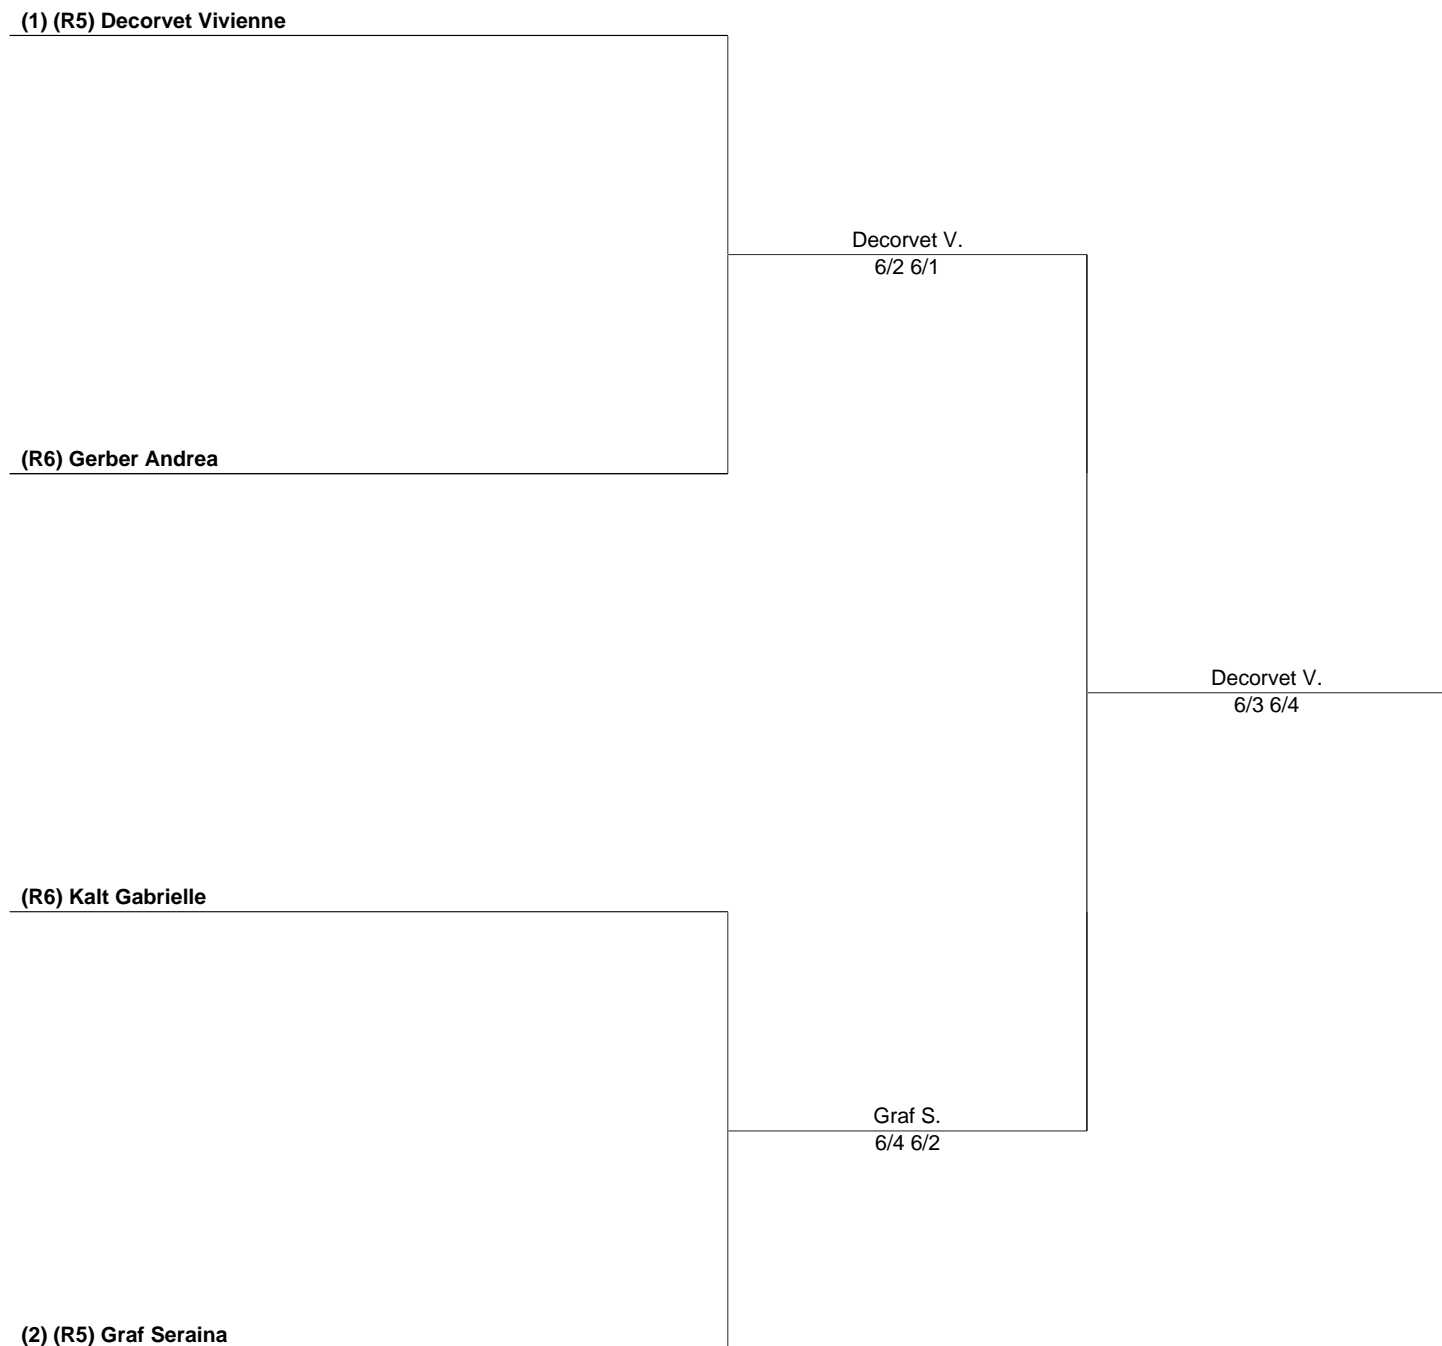 (1) (R5) Decorvet Vivienne
Decorvet V.
6/2 6/1
(R6) Gerber Andrea
Decorvet V.
6/3 6/4
(R6) Kalt Gabrielle
Graf S.
6/4 6/2
(2) (R5) Graf Seraina